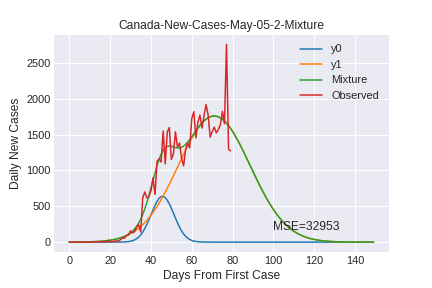 Canada-New-Cases-May-05-2-Mixture
y0
y1
Mixture
Observed
Daily New Cases
2500
2000
1500
1000
500
0
MSE=32953
0 20 40 60 80 100 120 140
Days From First Case